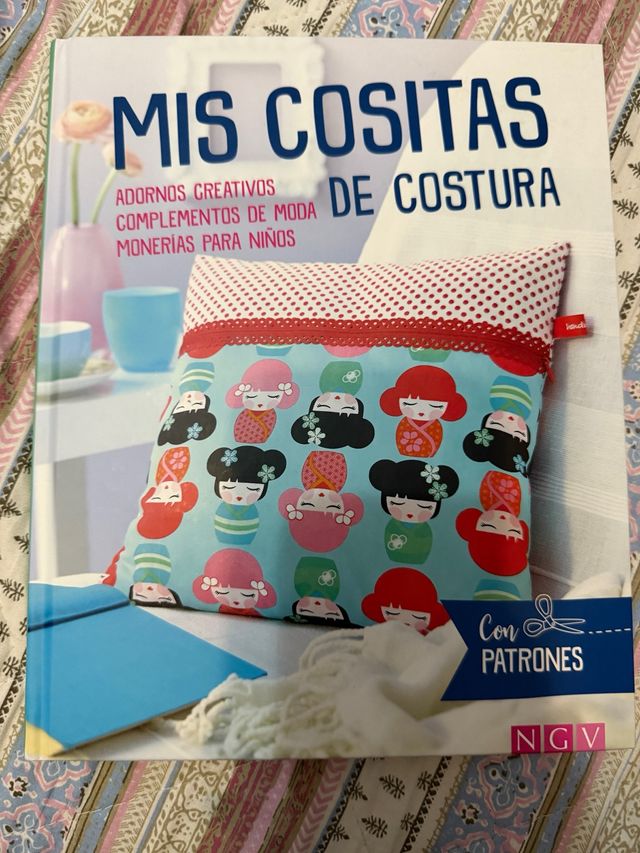 MIS COSITAS
DE COSTURA
ADORNOS CREATIVOS
COMPLEMENTOS DE MODA
MONERÍAS PARA NIÑOS
Con
PATRONES
NGV